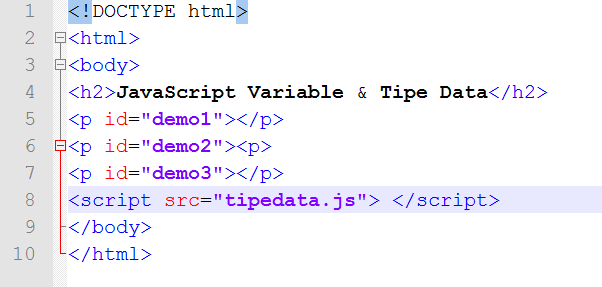 1 <!DOCTYPE html>
2 <html>
3 <body>
4 <h2>JavaScript Variable & Tipe Data</h2>
5 <p id="demo1"></p>
6 <p id="demo2"><p>
7 <p id="demo3"></p>
8 <script src="tipedata.js"> </script>
9 </body>
10 </html>